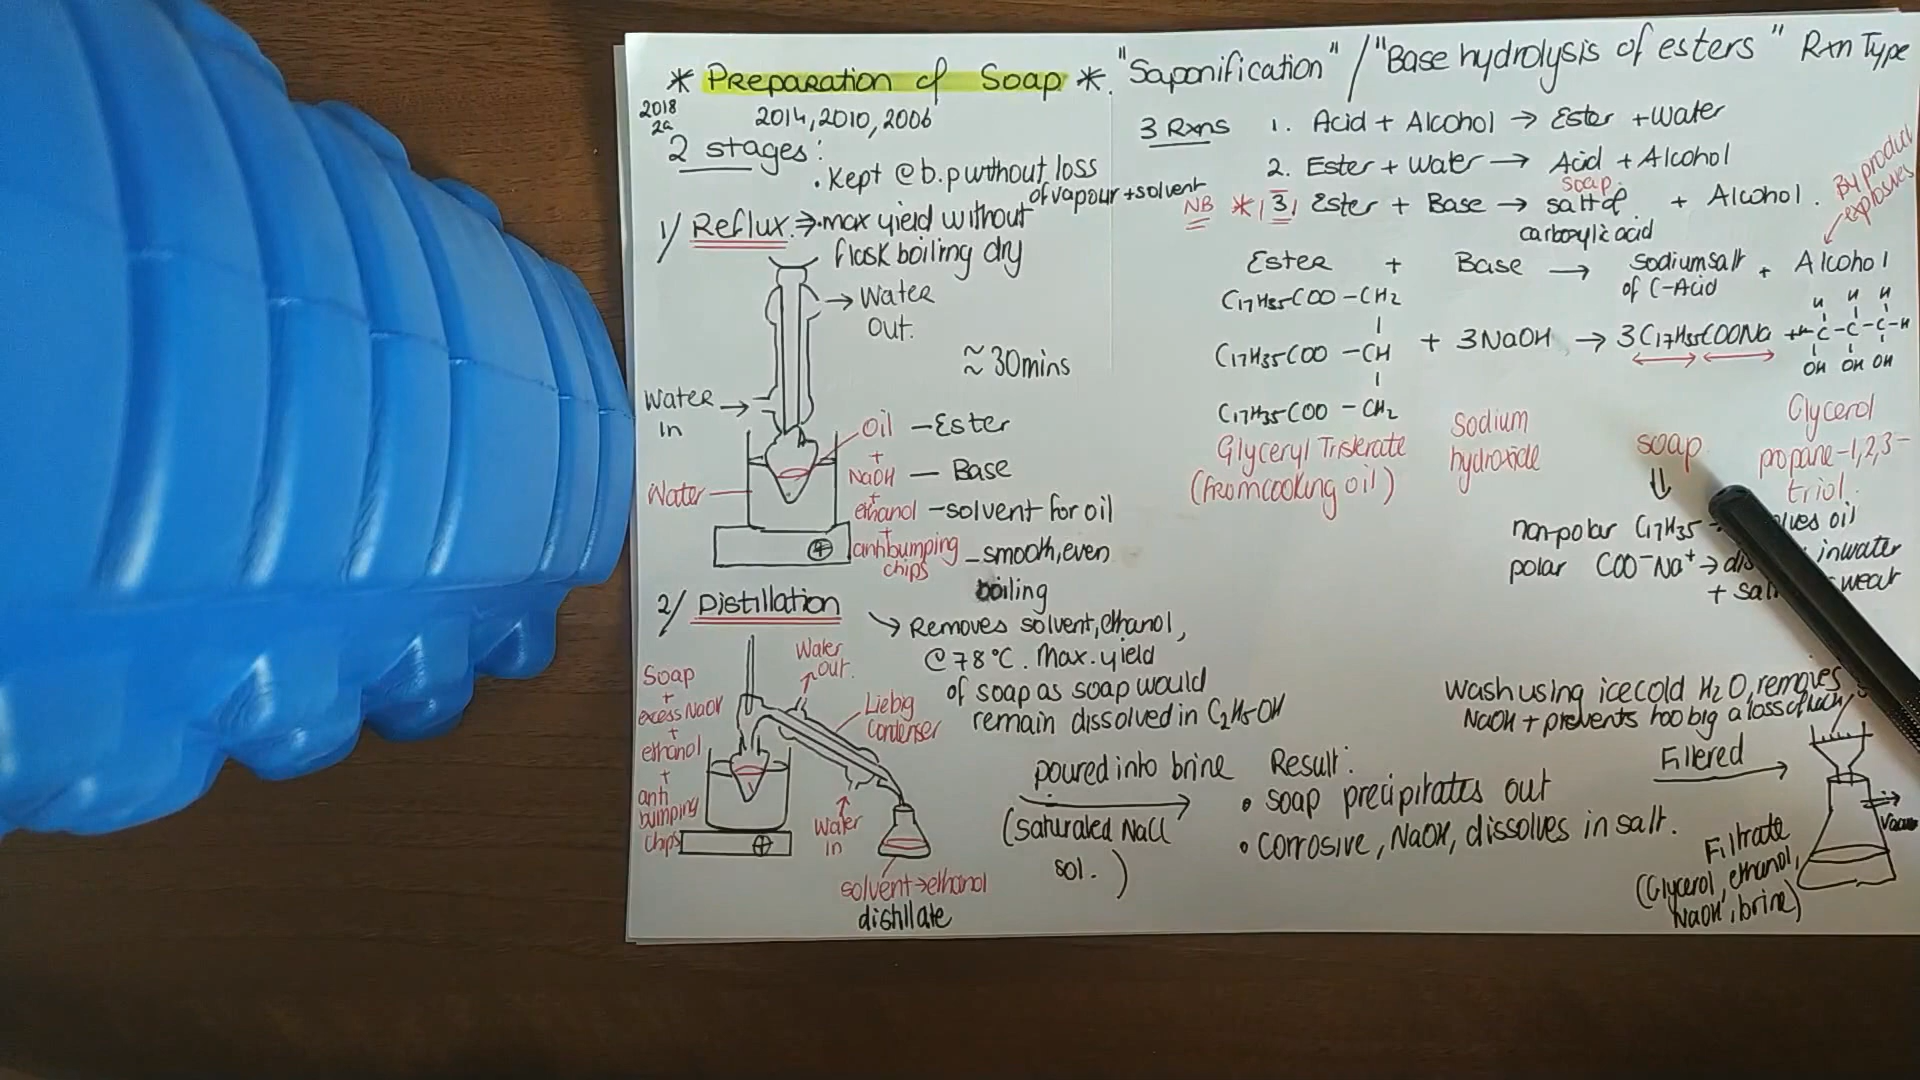 * Preparation of Soap *. "Saponification" / "Base hydrolysis of esters" Rxn Type
2018
2a
2014, 2010, 2006
2 stages:
. Kept @ b.p without loss
of vapour + solvent
1/ Reflux. ⇒ . max yield without
flask boiling dry
→ Water
Out.
≈ 30mins
Water →
In
Oil - Ester
+
NaOH - Base
+
ethanol - solvent for oil
+
antibumping - smooth, even
chips
boiling
Water
2/ Distillation
↳ Removes solvent, ethanol,
@ 78°C. Max. yield
of soap as soap would
remain dissolved in C2H5OH
Soap
+
excess NaOH
+
ethanol
+
anti
bumping
chips
Water
out.
Liebig
Condenser
Water
In
solvent → ethanol
distillate
3 Rxns 1. Acid + Alcohol → Ester + Water
2. Ester + Water → Acid + Alcohol
soap
NB * 3. Ester + Base → salt of + Alcohol.
carboxylic acid
By product
explosives
Ester + Base → sodium salt + Alcohol
of C-Acid
C17H35COO - CH2
C17H35COO - CH + 3NaOH → 3C17H35COONa +
C17H35COO - CH2
H H H
H - C - C - C - H
OH OH OH
Glyceryl Tristerate
(from cooking oil)
Sodium
hydroxide
soap
Glycerol
propane-1,2,3-
triol.
non-polar C17H35
oil
polar COO⁻Na⁺ → in water
+
Wash using ice cold H2O, removes
NaOH + prevents too big a loss of
poured into brine
(saturated NaCl
sol.)
Result:
• soap precipitates out
• corrosive, NaOH, dissolves in salt.
Filtered
Filtrate
(Glycerol, ethanol,
NaOH, brine)